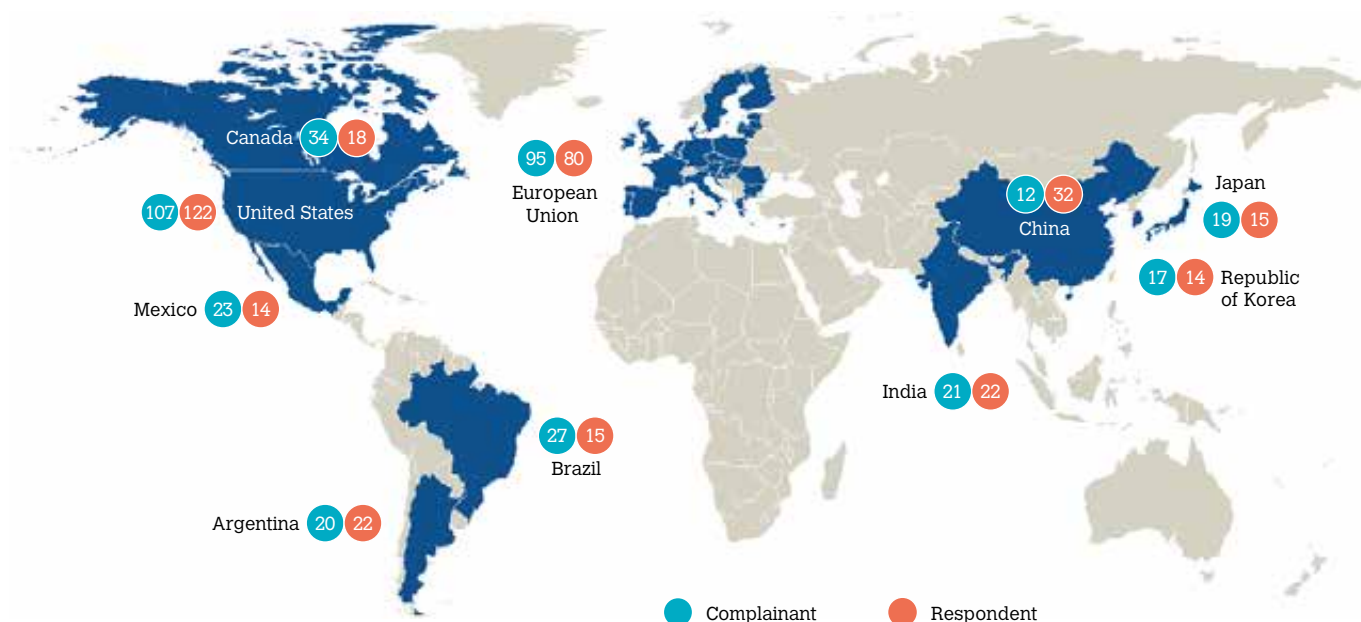 Canada 34 18
95 80
European
Union
107 122 United States
12 32
China
Japan
19 15
17 14 Republic
of Korea
Mexico 23 14
India 21 22
27 15
Brazil
Argentina 20 22
Complainant Respondent